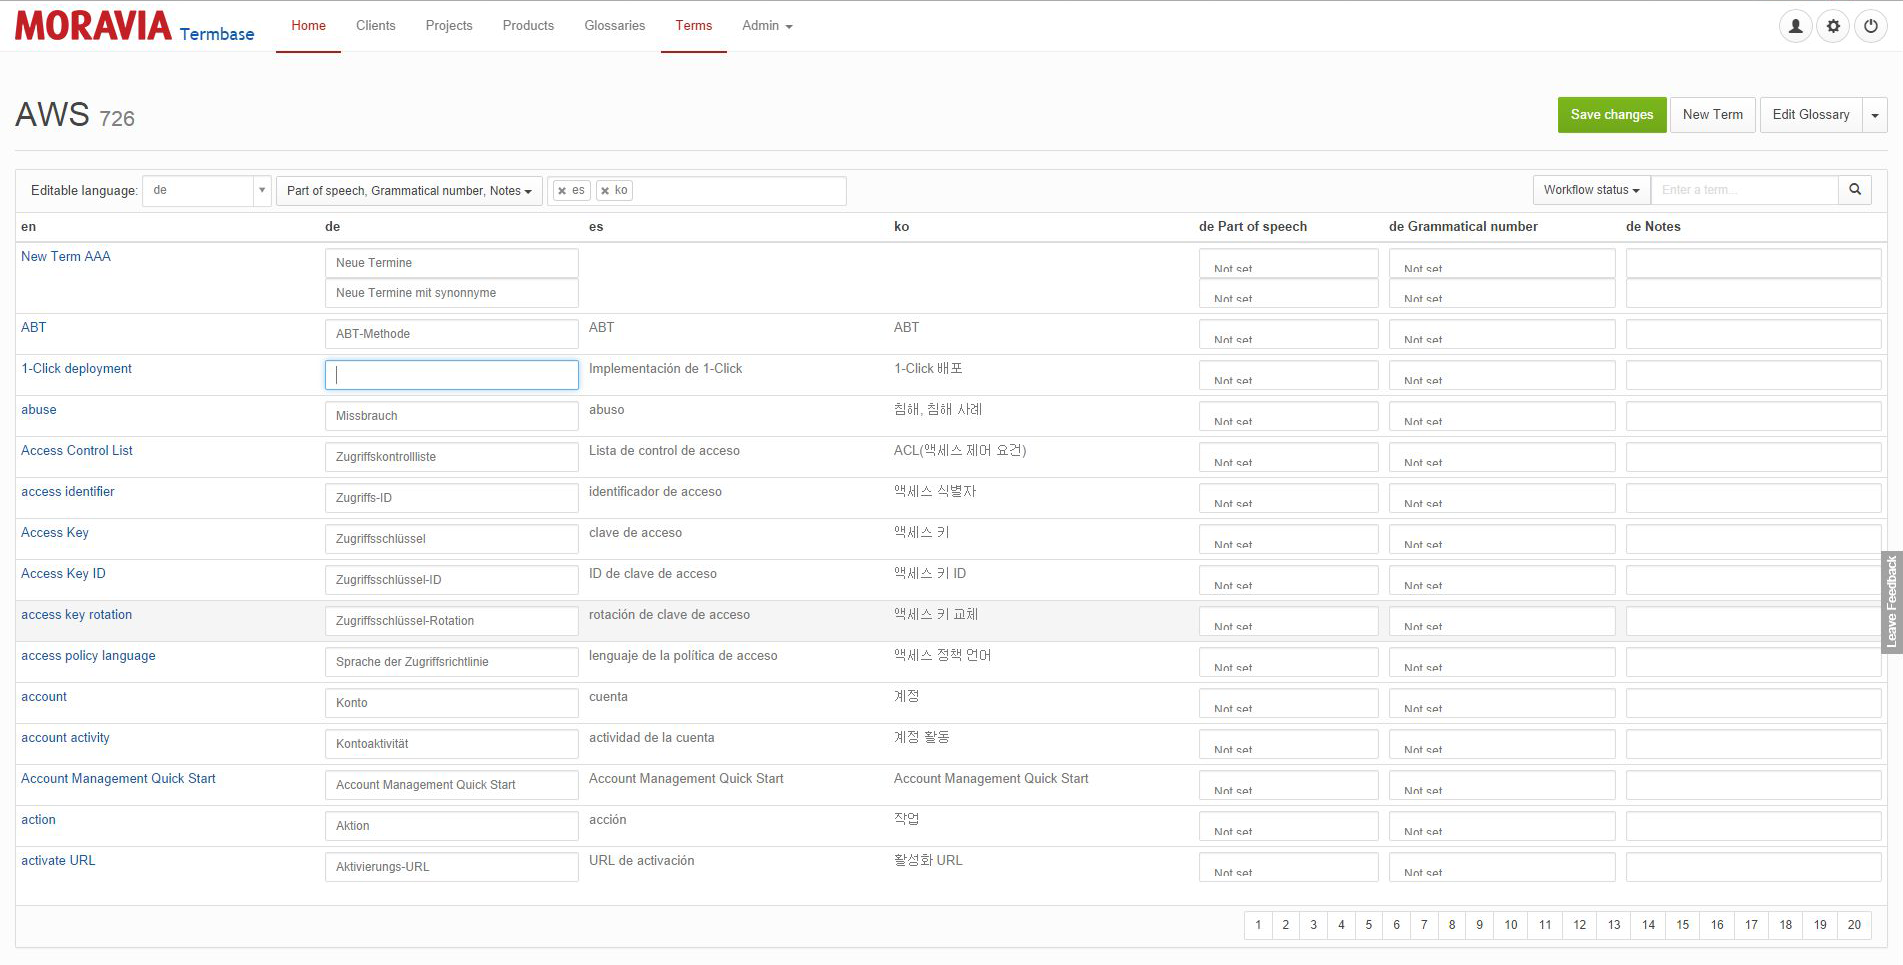 MORAVIA Termbase Home Clients Projects Products Glossaries Terms Admin
AWS 726 Save changes New Term Edit Glossary
Editable language: de Part of speech, Grammatical number, Notes es ko Workflow status Enter a term...
en de es ko de Part of speech de Grammatical number de Notes
New Term AAA Neue Termine Not set Not set
Neue Termine mit synonnyme Not set Not set
ABT ABT-Methode ABT ABT Not set Not set
1-Click deployment Implementación de 1-Click 1-Click 배포 Not set Not set
abuse Missbrauch abuso 침해, 침해 사례 Not set Not set
Access Control List Zugriffskontrollliste Lista de control de acceso ACL(액세스 제어 요건) Not set Not set
access identifier Zugriffs-ID identificador de acceso 액세스 식별자 Not set Not set
Access Key Zugriffsschlüssel clave de acceso 액세스 키 Not set Not set
Access Key ID Zugriffsschlüssel-ID ID de clave de acceso 액세스 키 ID Not set Not set
access key rotation Zugriffsschlüssel-Rotation rotación de clave de acceso 액세스 키 교체 Not set Not set
Leave Feedback
access policy language Sprache der Zugriffsrichtlinie lenguaje de la política de acceso 액세스 정책 언어 Not set Not set
account Konto cuenta 계정 Not set Not set
account activity Kontoaktivität actividad de la cuenta 계정 활동 Not set Not set
Account Management Quick Start Account Management Quick Start Account Management Quick Start Account Management Quick Start Not set Not set
action Aktion acción 작업 Not set Not set
activate URL Aktivierungs-URL URL de activación 활성화 URL Not set Not set
1 2 3 4 5 6 7 8 9 10 11 12 13 14 15 16 17 18 19 20